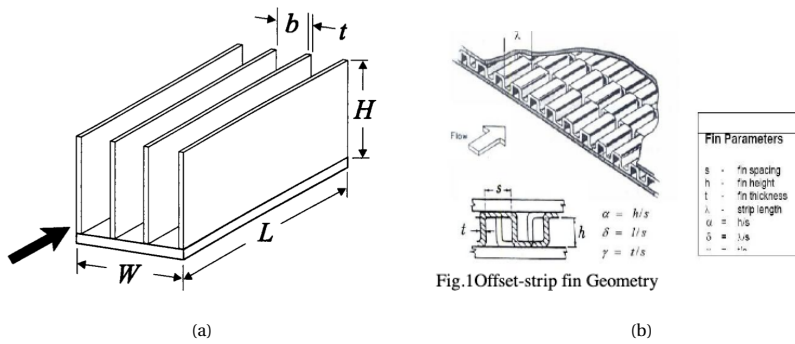 b
t
H
L
W
(a)
λ
Flow
s
t
h
α = h/s
δ = l/s
γ = t/s
Fig.1Offset-strip fin Geometry
(b)
Fin Parameters
s - fin spacing
h - fin height
t - fin thickness
λ - strip length
α = h/s
δ = λ/s